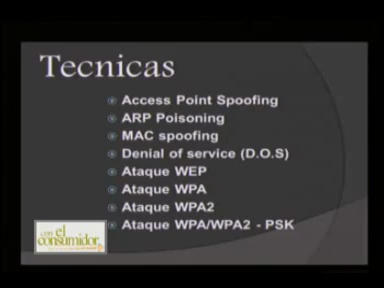 Tecnicas
Access Point Spoofing
ARP Poisoning
MAC spoofing
Denial of service (D.O.S)
Ataque WEP
Ataque WPA
Ataque WPA2
Ataque WPA/WPA2 - PSK
con el
consumidor